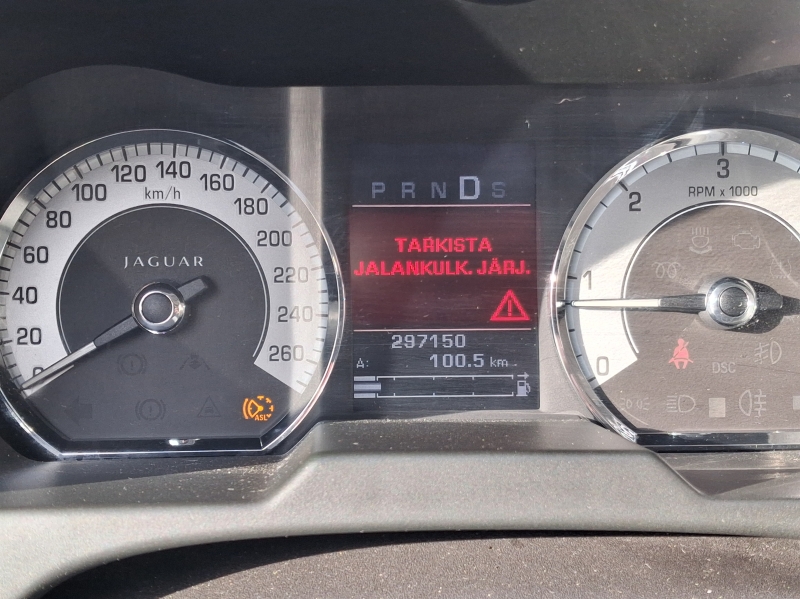 0
20
40
60
80
100
120
140
160
180
200
220
240
260
km/h
JAGUAR
ASL
P R N D S
TARKISTA
JALANKULK. JÄRJ.
297150
A: 100.5 km
0
1
2
3
RPM x 1000
DSC